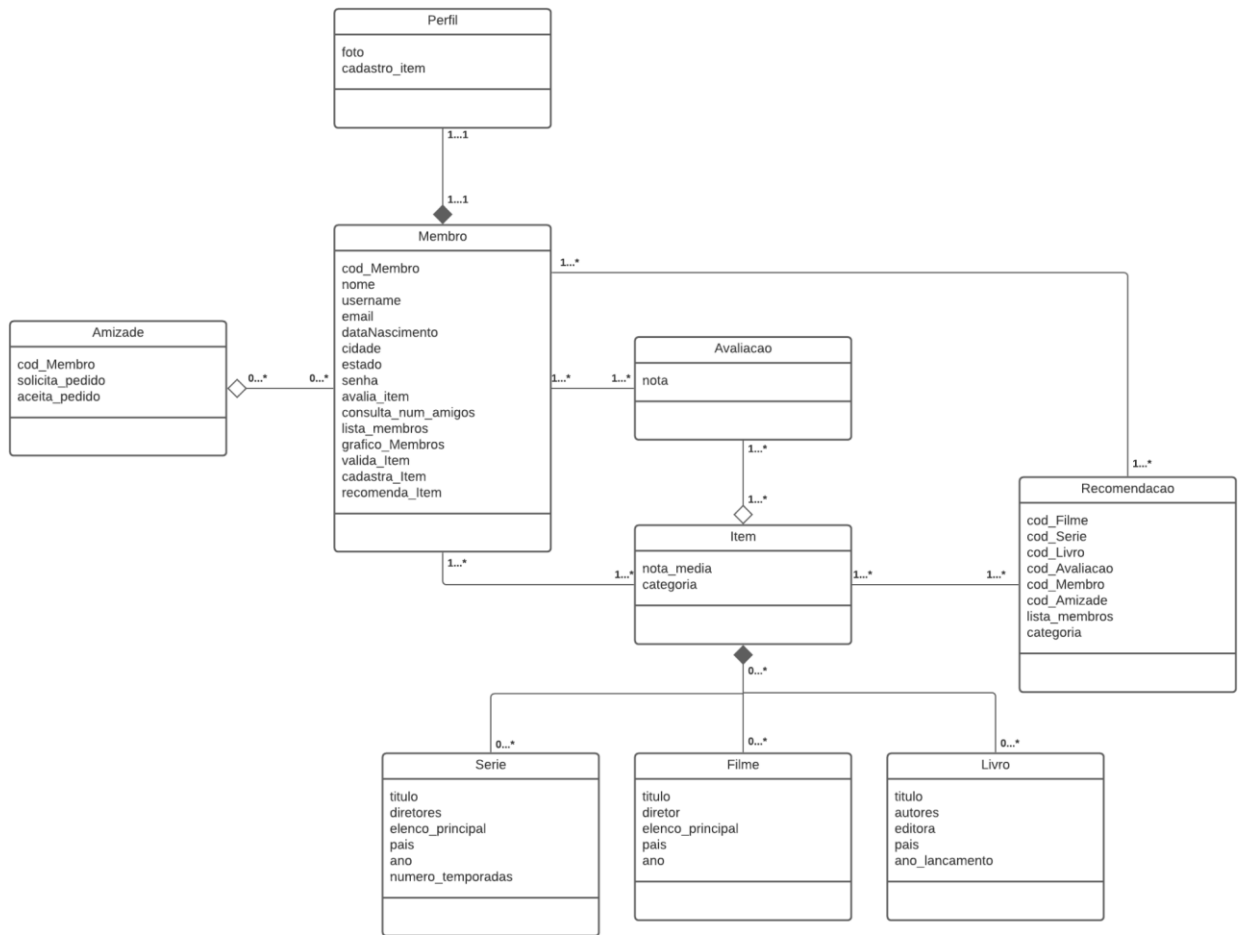 Perfil
foto
cadastro_item
1...1
1...1
Membro
cod_Membro
nome
username
email
dataNascimento
cidade
estado
senha
avalia_item
consulta_num_amigos
lista_membros
grafico_Membros
valida_Item
cadastra_Item
recomenda_Item
1...*
Amizade
cod_Membro
solicita_pedido
aceita_pedido
0...*
0...*
1...*
1...*
Avaliacao
nota
1...*
1...*
1...*
Recomendacao
cod_Filme
cod_Serie
cod_Livro
cod_Avaliacao
cod_Membro
cod_Amizade
lista_membros
categoria
Item
nota_media
categoria
1...*
1...*
1...*
1...*
0...*
0...*
0...*
0...*
Serie
titulo
diretores
elenco_principal
pais
ano
numero_temporadas
Filme
titulo
diretor
elenco_principal
pais
ano
Livro
titulo
autores
editora
pais
ano_lancamento